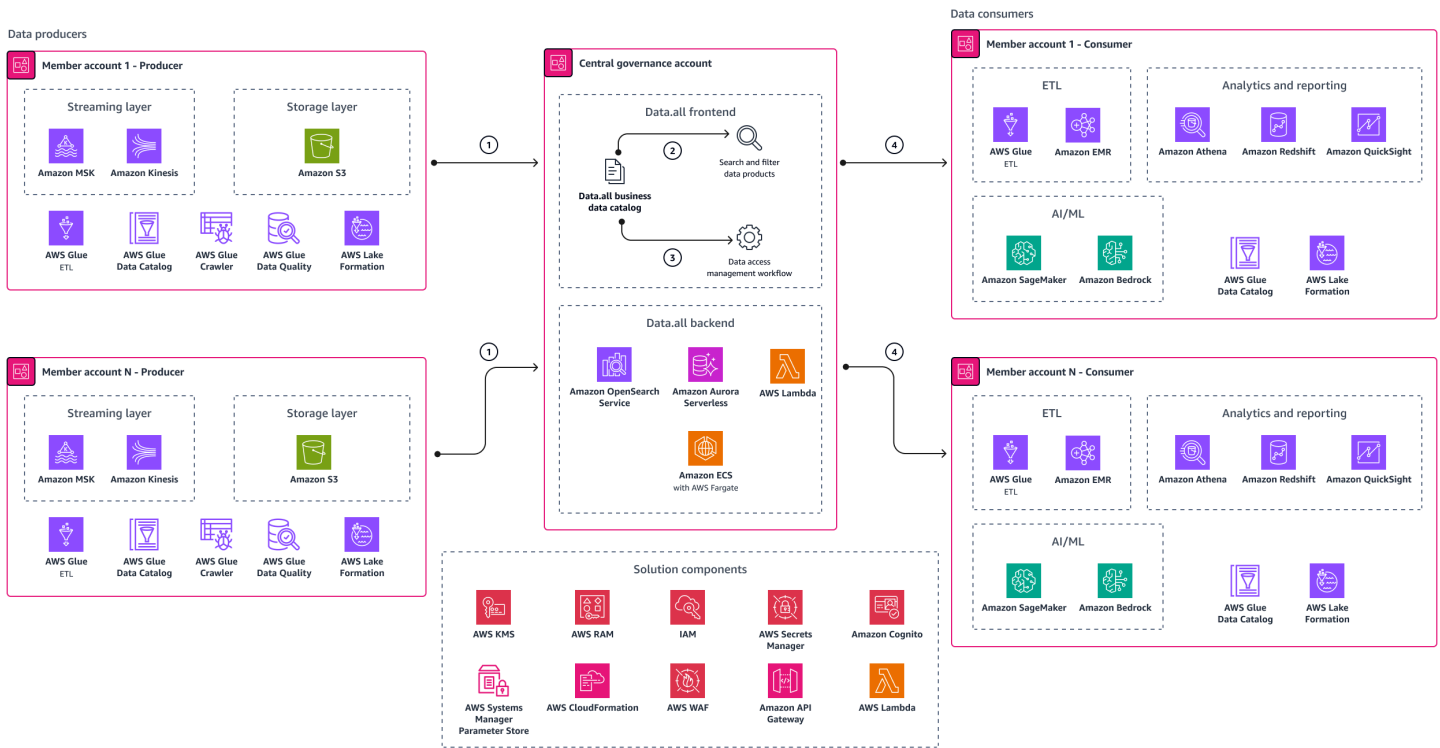 Data producers
Member account 1 - Producer
Streaming layer
Amazon MSK
Amazon Kinesis
Storage layer
Amazon S3
AWS Glue
ETL
AWS Glue
Data Catalog
AWS Glue
Crawler
AWS Glue
Data Quality
AWS Lake
Formation
Member account N - Producer
Streaming layer
Amazon MSK
Amazon Kinesis
Storage layer
Amazon S3
AWS Glue
ETL
AWS Glue
Data Catalog
AWS Glue
Crawler
AWS Glue
Data Quality
AWS Lake
Formation
1
1
Central governance account
Data.all frontend
2
Search and filter
data products
Data.all business
data catalog
3
Data access
management workflow
Data.all backend
Amazon OpenSearch
Service
Amazon Aurora
Serverless
AWS Lambda
Amazon ECS
with AWS Fargate
Solution components
AWS KMS
AWS RAM
IAM
AWS Secrets
Manager
Amazon Cognito
AWS Systems
Manager
Parameter Store
AWS CloudFormation
AWS WAF
Amazon API
Gateway
AWS Lambda
4
4
Data consumers
Member account 1 - Consumer
ETL
AWS Glue
ETL
Amazon EMR
Analytics and reporting
Amazon Athena
Amazon Redshift
Amazon QuickSight
AI/ML
Amazon SageMaker
Amazon Bedrock
AWS Glue
Data Catalog
AWS Lake
Formation
Member account N - Consumer
ETL
AWS Glue
ETL
Amazon EMR
Analytics and reporting
Amazon Athena
Amazon Redshift
Amazon QuickSight
AI/ML
Amazon SageMaker
Amazon Bedrock
AWS Glue
Data Catalog
AWS Lake
Formation